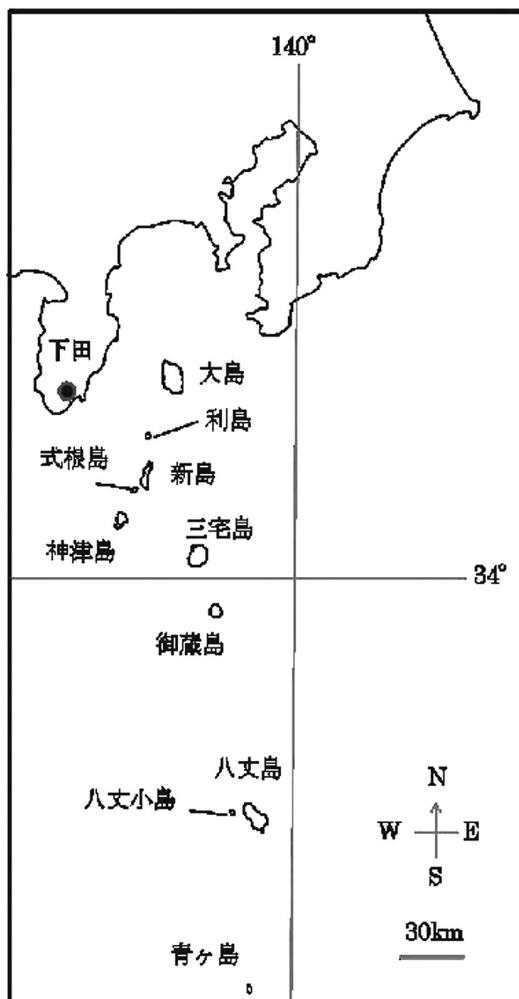 140°
下田
大島
利島
式根島
新島
神津島
三宅島
34°
御蔵島
八丈島
八丈小島
N
W E
S
30km
青ヶ島